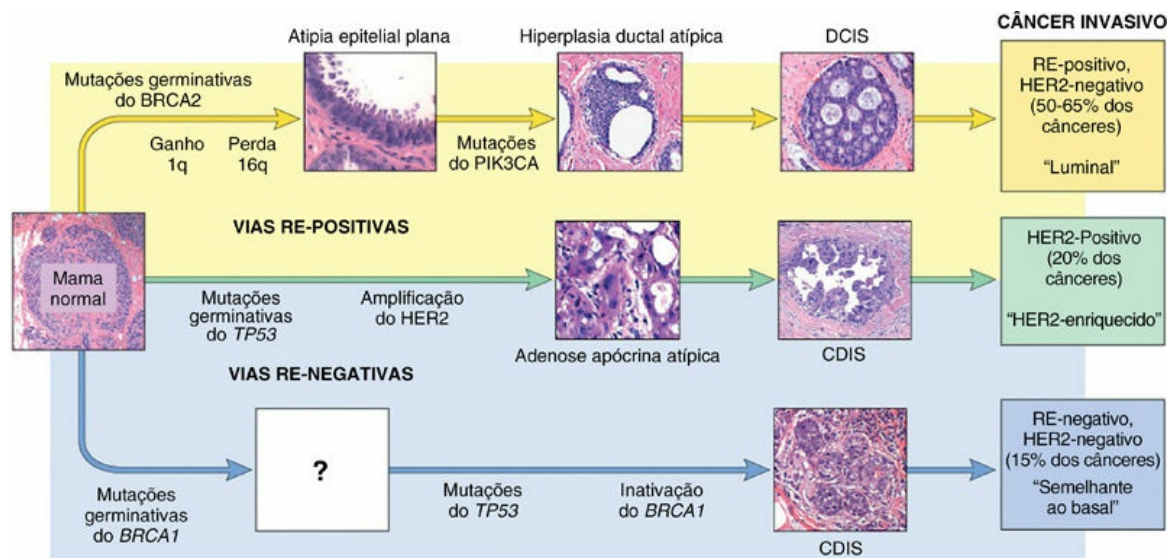 CÂNCER INVASIVO
Atipia epitelial plana
Hiperplasia ductal atípica
DCIS
Mutações germinativas
do BRCA2
Ganho
1q
Perda
16q
Mutações
do PIK3CA
RE-positivo,
HER2-negativo
(50-65% dos
cânceres)
“Luminal”
VIAS RE-POSITIVAS
Mama
normal
Mutações
germinativas
do TP53
Amplificação
do HER2
Adenose apócrina atípica
CDIS
HER2-Positivo
(20% dos
cânceres)
“HER2-enriquecido”
VIAS RE-NEGATIVAS
Mutações
germinativas
do BRCA1
?
Mutações
do TP53
Inativação
do BRCA1
CDIS
RE-negativo,
HER2-negativo
(15% dos cânceres)
“Semelhante
ao basal”